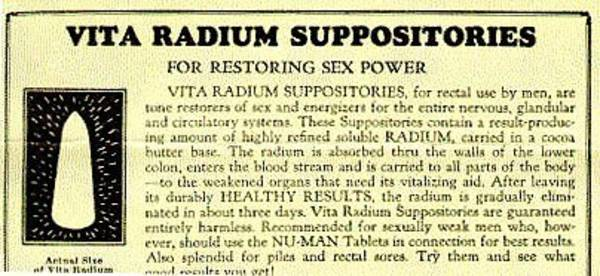 VITA RADIUM SUPPOSITORIES
FOR RESTORING SEX POWER
VITA RADIUM SUPPOSITORIES, for rectal use by men, are
tone restorers of sex and energizers for the entire nervous, glandular
and circulatory systems. These Suppositories contain a result-produc-
ing amount of highly refined soluble RADIUM, carried in a cocoa
butter base. The radium is absorbed thru the walls of the lower
colon, enters the blood stream and is carried to all parts of the body
—to the weakened organs that need its vitalizing aid. After leaving
its durably HEALTHY RESULTS, the radium is gradually elimi-
nated in about three days. Vita Radium Suppositories are guaranteed
entirely harmless. Recommended for sexually weak men who, how-
ever, should use the NU-MAN Tablets in connection for best results.
Also splendid for piles and rectal sores. Try them and see what
good results you get!
Actual Size
of Vita Radium